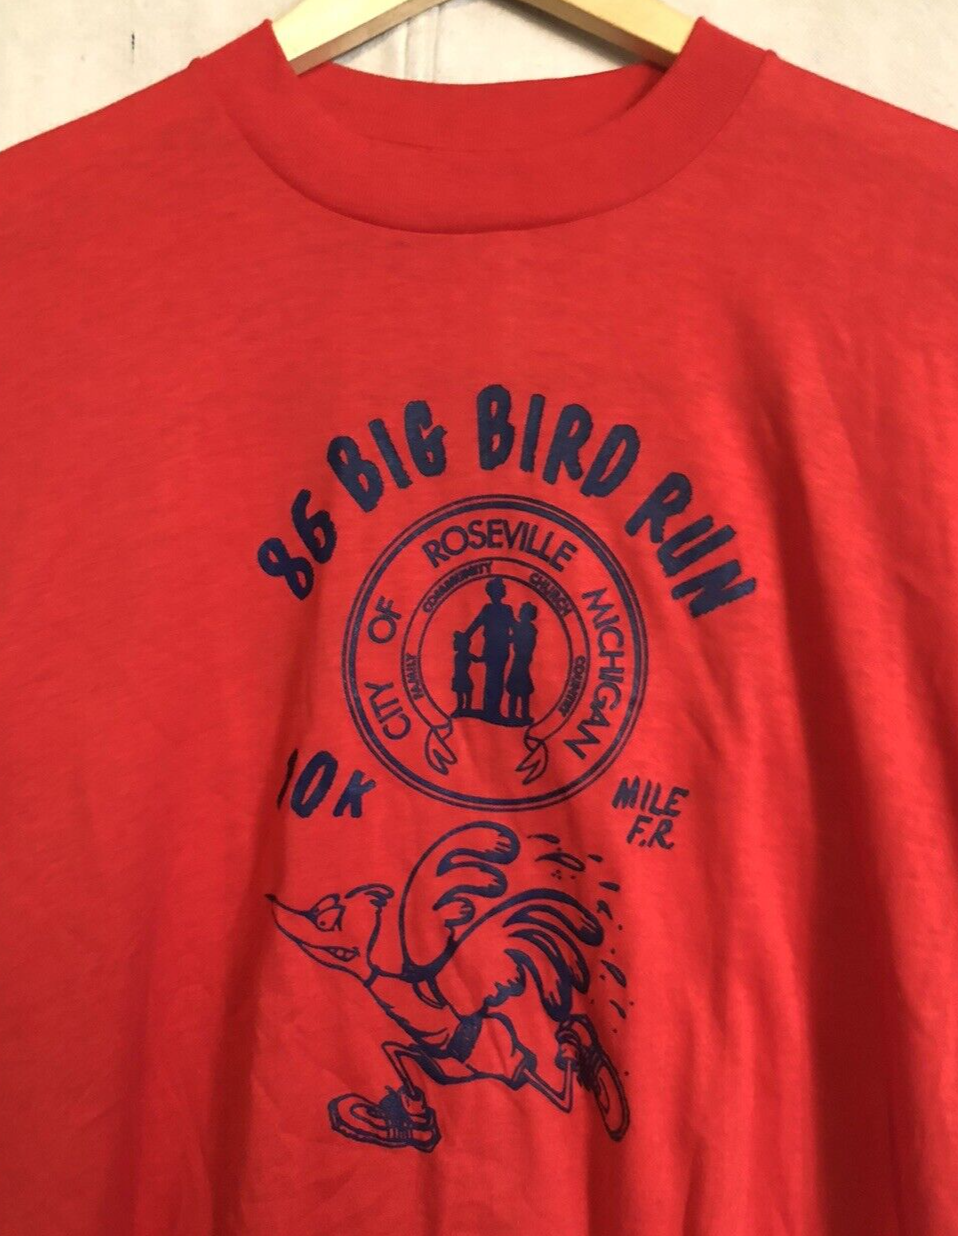 86 BIG BIRD RUN
CITY OF ROSEVILLE MICHIGAN
FAMILY COMMUNITY CHURCH COUNTRY
10K
MILE
F.R